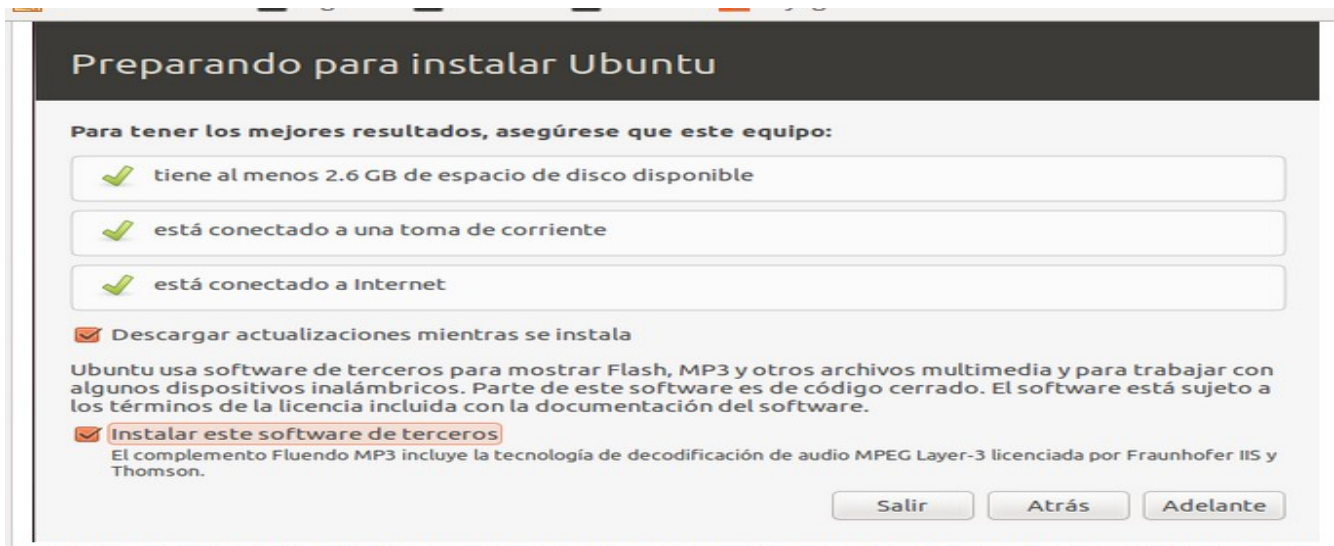 Preparando para instalar Ubuntu
Para tener los mejores resultados, asegúrese que este equipo:
tiene al menos 2.6 GB de espacio de disco disponible
está conectado a una toma de corriente
está conectado a Internet
Descargar actualizaciones mientras se instala
Ubuntu usa software de terceros para mostrar Flash, MP3 y otros archivos multimedia y para trabajar con
algunos dispositivos inalámbricos. Parte de este software es de código cerrado. El software está sujeto a
los términos de la licencia incluida con la documentación del software.
Instalar este software de terceros
El complemento Fluendo MP3 incluye la tecnología de decodificación de audio MPEG Layer-3 licenciada por Fraunhofer IIS y
Thomson.
Salir Atrás Adelante